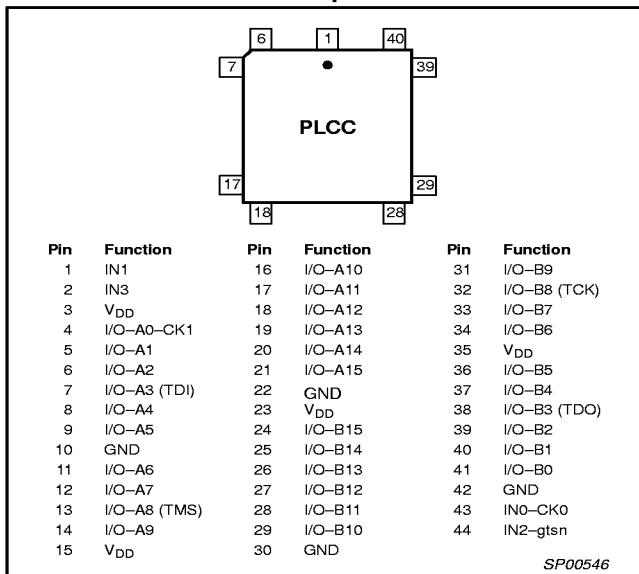 6 1 40
7 39
PLCC
17 29
18 28
Pin Function Pin Function Pin Function
1 IN1 16 I/O–A10 31 I/O–B9
2 IN3 17 I/O–A11 32 I/O–B8 (TCK)
3 VDD 18 I/O–A12 33 I/O–B7
4 I/O–A0–CK1 19 I/O–A13 34 I/O–B6
5 I/O–A1 20 I/O–A14 35 VDD
6 I/O–A2 21 I/O–A15 36 I/O–B5
7 I/O–A3 (TDI) 22 GND 37 I/O–B4
8 I/O–A4 23 VDD 38 I/O–B3 (TDO)
9 I/O–A5 24 I/O–B15 39 I/O–B2
10 GND 25 I/O–B14 40 I/O–B1
11 I/O–A6 26 I/O–B13 41 I/O–B0
12 I/O–A7 27 I/O–B12 42 GND
13 I/O–A8 (TMS) 28 I/O–B11 43 IN0–CK0
14 I/O–A9 29 I/O–B10 44 IN2–gtsn
15 VDD 30 GND
SP00546